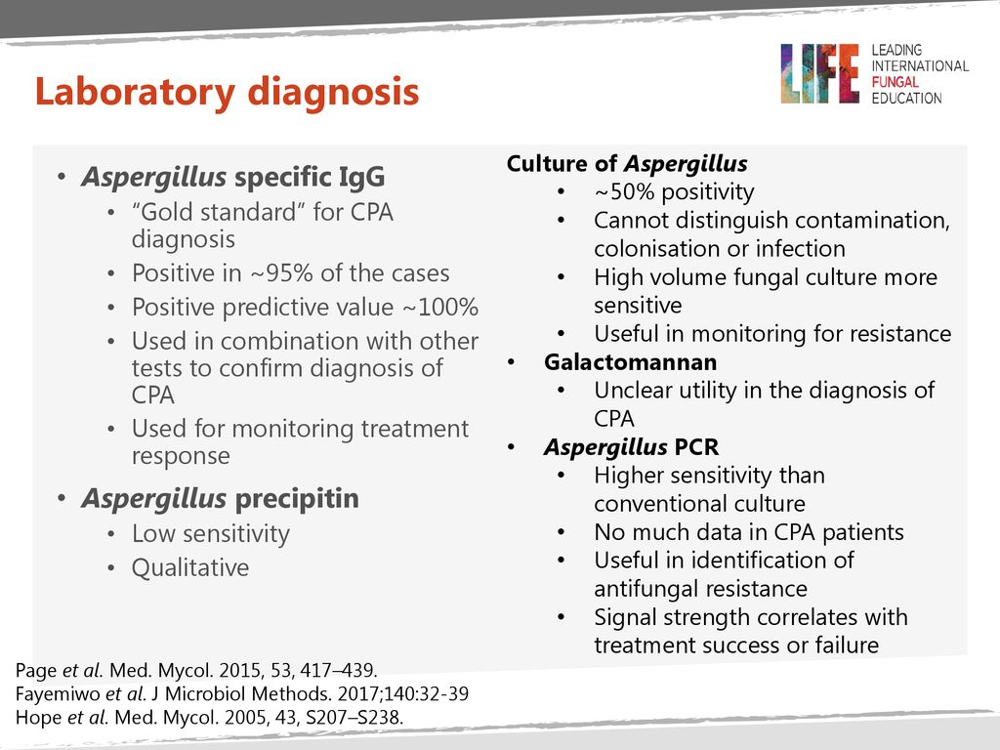 Laboratory diagnosis
LIFE
LEADING
INTERNATIONAL
FUNGAL
EDUCATION
• Aspergillus specific IgG
• “Gold standard” for CPA
diagnosis
• Positive in ~95% of the cases
• Positive predictive value ~100%
• Used in combination with other
tests to confirm diagnosis of
CPA
• Used for monitoring treatment
response
• Aspergillus precipitin
• Low sensitivity
• Qualitative
Culture of Aspergillus
• ~50% positivity
• Cannot distinguish contamination,
colonisation or infection
• High volume fungal culture more
sensitive
• Useful in monitoring for resistance
• Galactomannan
• Unclear utility in the diagnosis of
CPA
• Aspergillus PCR
• Higher sensitivity than
conventional culture
• No much data in CPA patients
• Useful in identification of
antifungal resistance
• Signal strength correlates with
treatment success or failure
Page et al. Med. Mycol. 2015, 53, 417–439.
Fayemiwo et al. J Microbiol Methods. 2017;140:32-39
Hope et al. Med. Mycol. 2005, 43, S207–S238.